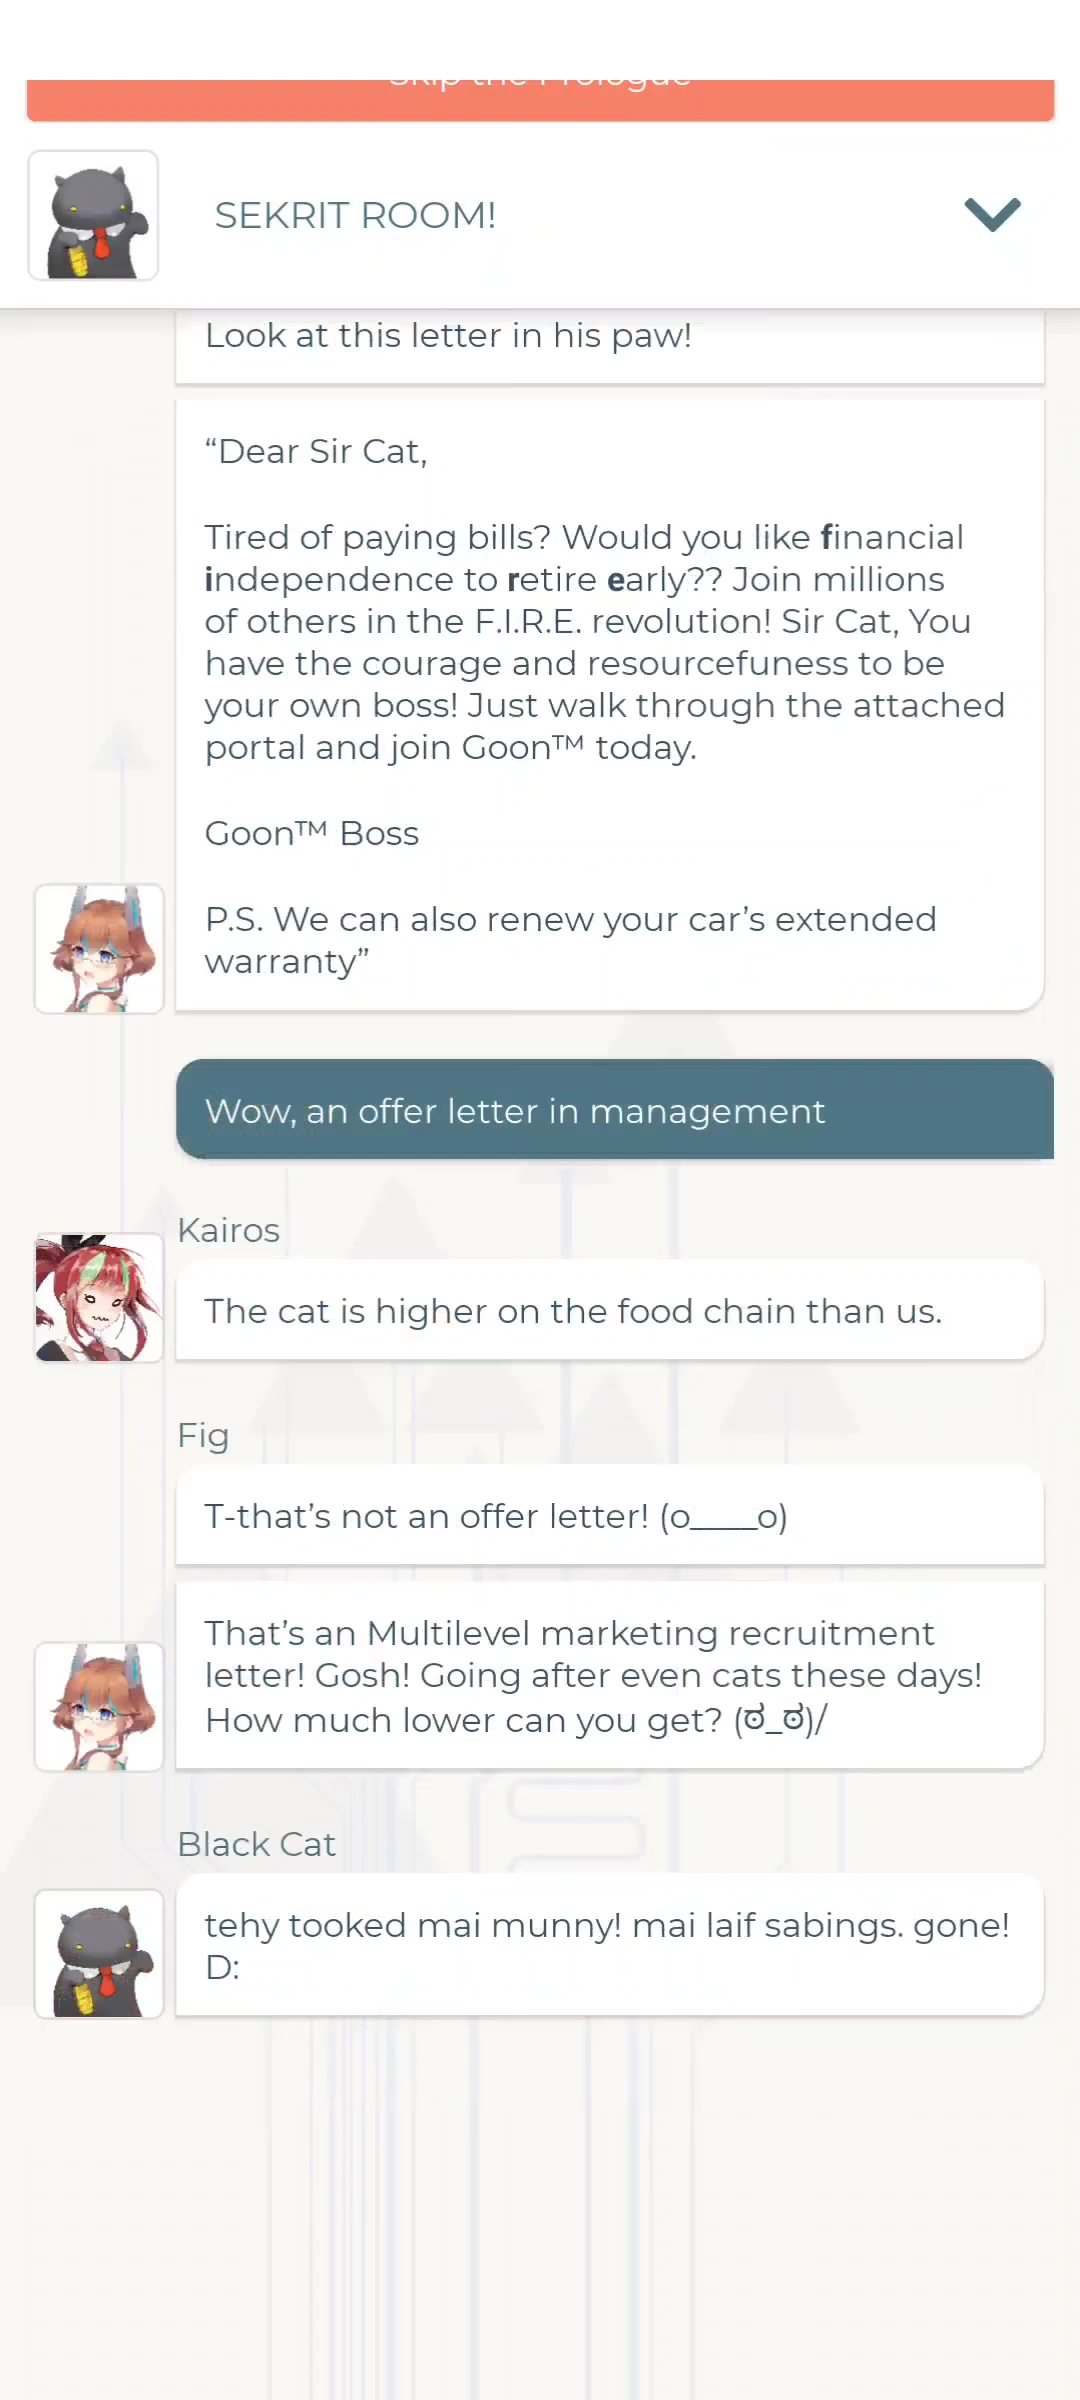 Skip the Prologue
SEKRIT ROOM!
Look at this letter in his paw!
“Dear Sir Cat,
Tired of paying bills? Would you like financial
independence to retire early?? Join millions
of others in the F.I.R.E. revolution! Sir Cat, You
have the courage and resourcefuness to be
your own boss! Just walk through the attached
portal and join Goon™ today.
Goon™ Boss
P.S. We can also renew your car’s extended
warranty”
Wow, an offer letter in management
Kairos
The cat is higher on the food chain than us.
Fig
T-that’s not an offer letter! (o____o)
That’s an Multilevel marketing recruitment
letter! Gosh! Going after even cats these days!
How much lower can you get? (ಠ_ಠ)/
Black Cat
tehy tooked mai munny! mai laif sabings. gone!
D: